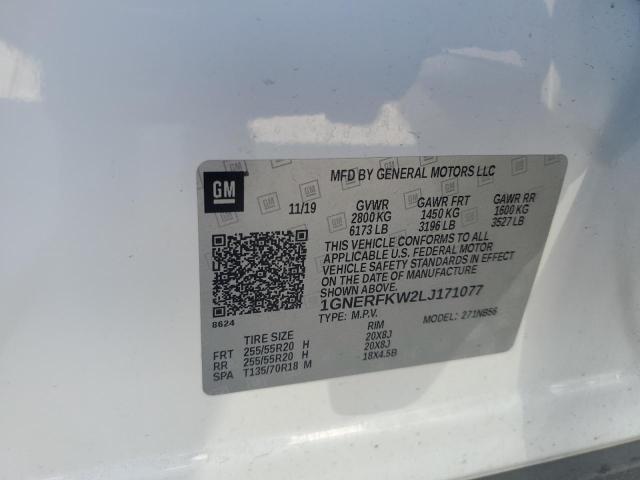 GM
MFD BY GENERAL MOTORS LLC
11/19 GVWR GAWR FRT GAWR RR
2800 KG 1450 KG 1600 KG
6173 LB 3196 LB 3527 LB
THIS VEHICLE CONFORMS TO ALL
APPLICABLE U.S. FEDERAL MOTOR
VEHICLE SAFETY STANDARDS IN EFFECT
ON THE DATE OF MANUFACTURE
SHOWN ABOVE.
1GNERFKW2LJ171077
TYPE: M.P.V. MODEL: 271NB56
8624
TIRE SIZE RIM
FRT 255/55R20 H 20X8J
RR 255/55R20 H 20X8J
SPA T135/70R18 M 18X4.5B